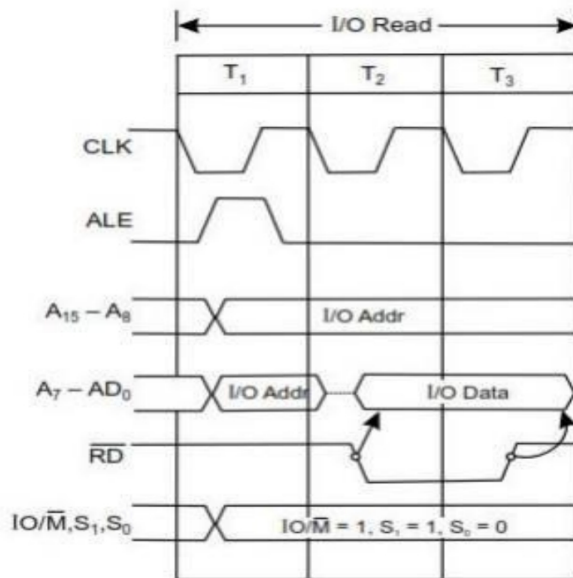 I/O Read
T₁ T₂ T₃
CLK
ALE
A₁₅ – A₈ I/O Addr
A₇ – AD₀ I/O Addr I/O Data
R̅D̅
IO/M̅,S₁,S₀ IO/M̅ = 1, S₁ = 1, S₀ = 0